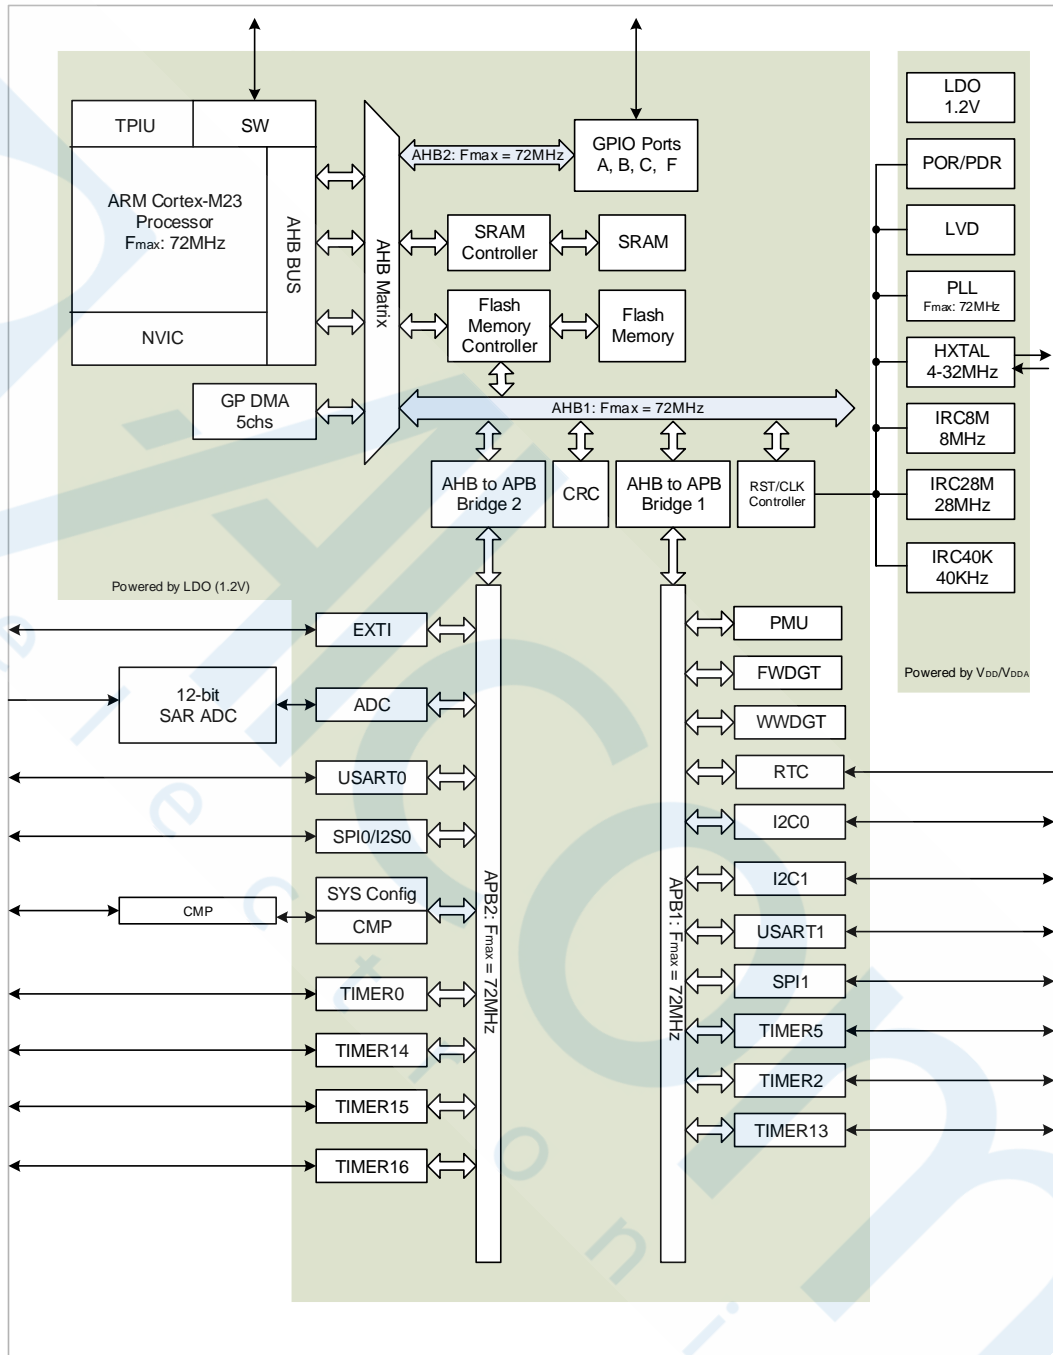 TPIU
SW
ARM Cortex-M23
Processor
Fmax: 72MHz
NVIC
AHB BUS
GP DMA
5chs
AHB Matrix
AHB2: Fmax = 72MHz
GPIO Ports
A, B, C, F
SRAM
Controller
SRAM
Flash
Memory
Controller
Flash
Memory
AHB1: Fmax = 72MHz
AHB to APB
Bridge 2
CRC
AHB to APB
Bridge 1
RST/CLK
Controller
LDO
1.2V
POR/PDR
LVD
PLL
Fmax: 72MHz
HXTAL
4-32MHz
IRC8M
8MHz
IRC28M
28MHz
IRC40K
40KHz
Powered by VDD/VDDA
Powered by LDO (1.2V)
EXTI
12-bit
SAR ADC
ADC
USART0
SPI0/I2S0
CMP
SYS Config
CMP
TIMER0
TIMER14
TIMER15
TIMER16
APB2: Fmax = 72MHz
APB1: Fmax = 72MHz
PMU
FWDGT
WWDGT
RTC
I2C0
I2C1
USART1
SPI1
TIMER5
TIMER2
TIMER13